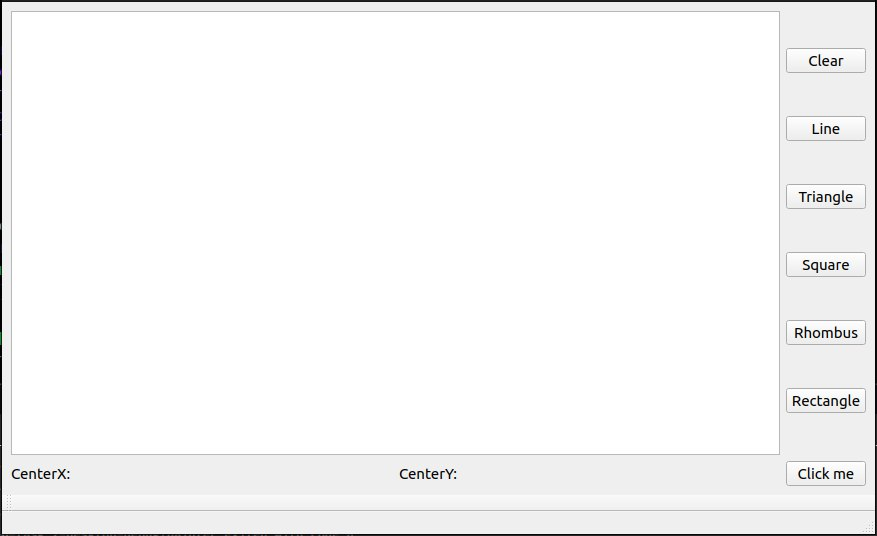 Clear
Line
Triangle
Square
Rhombus
Rectangle
CenterX: CenterY: Click me